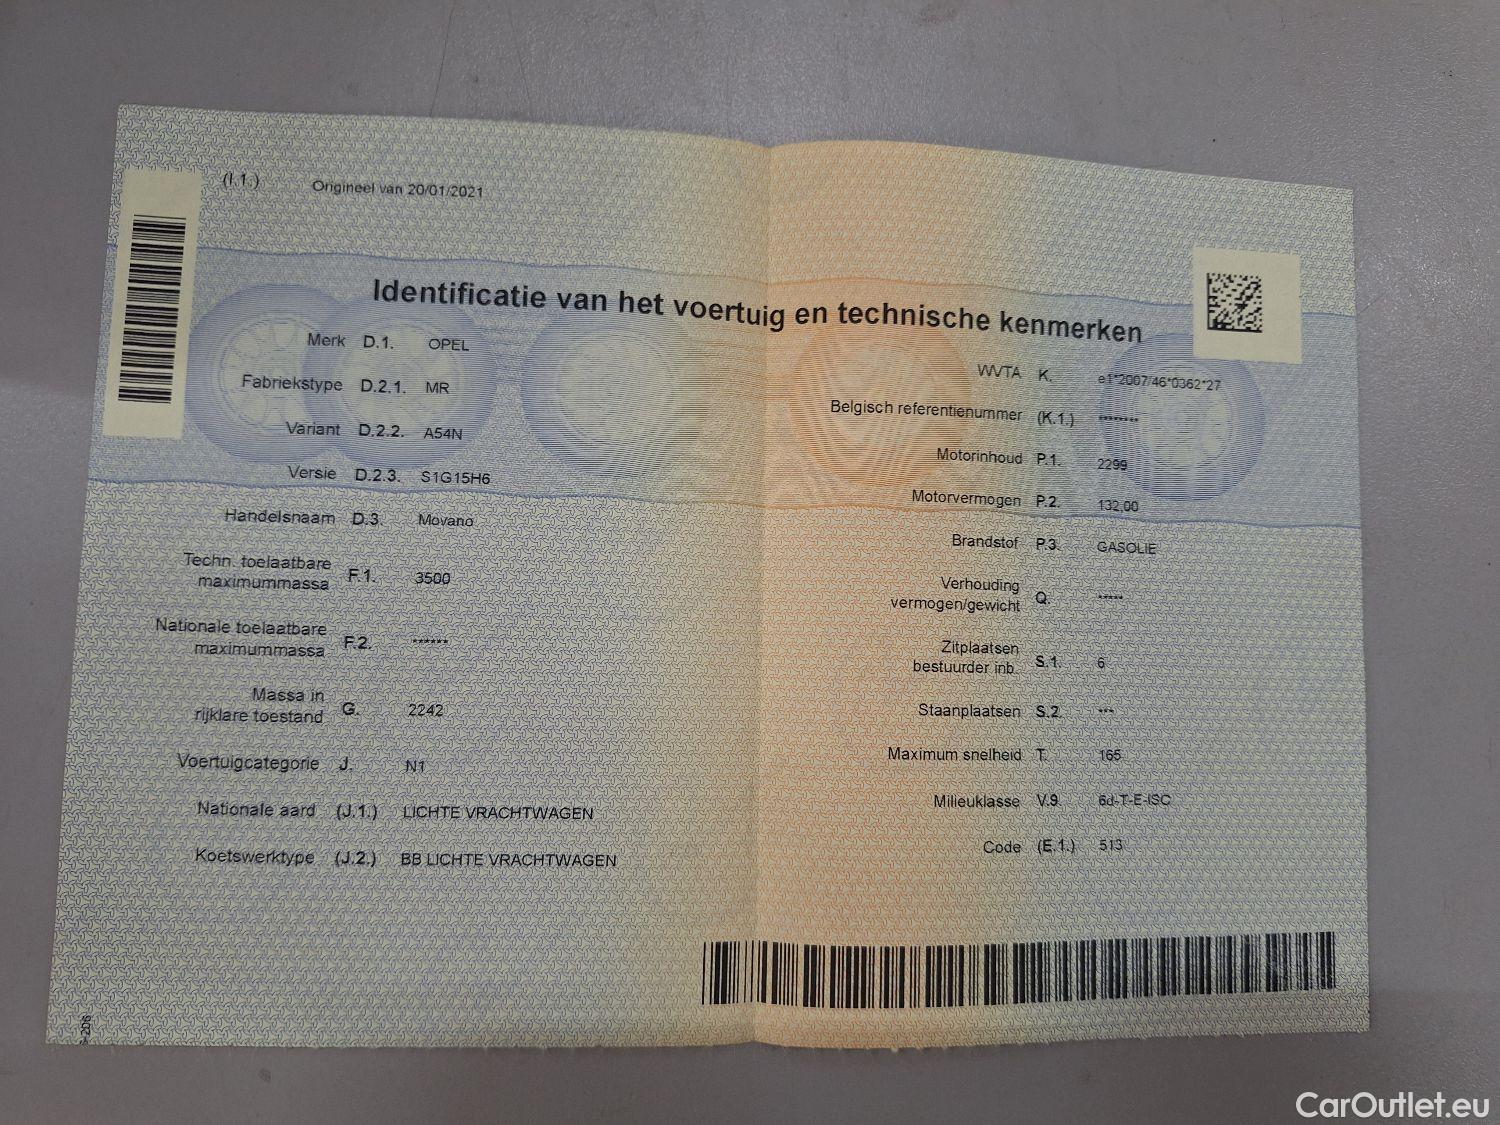 (I.1.) Origineel van 20/01/2021
Identificatie van het voertuig en technische kenmerken
Merk D.1. OPEL
Fabriekstype D.2.1. MR
Variant D.2.2. A54N
Versie D.2.3. S1G15H6
Handelsnaam D.3. Movano
Techn. toelaatbare
maximummassa F.1. 3500
Nationale toelaatbare
maximummassa F.2. ******
Massa in
rijklare toestand G. 2242
Voertuigcategorie J. N1
Nationale aard (J.1.) LICHTE VRACHTWAGEN
Koetswerktype (J.2.) BB LICHTE VRACHTWAGEN
WVTA K. e1*2007/46*0362*27
Belgisch referentienummer (K.1.) ********
Motorinhoud P.1. 2299
Motorvermogen P.2. 132,00
Brandstof P.3. GASOLIE
Verhouding
vermogen/gewicht Q. *****
Zitplaatsen
bestuurder inb. S.1. 6
Staanplaatsen S.2. ***
Maximum snelheid T. 165
Milieuklasse V.9. 6d-T-E-ISC
Code (E.1.) 513
CarOutlet.eu